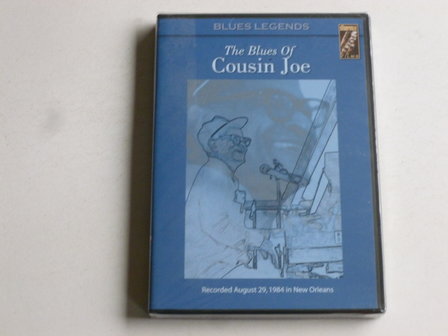 BLUES LEGENDS
The Blues Of
Cousin Joe
Recorded August 29, 1984 in New Orleans